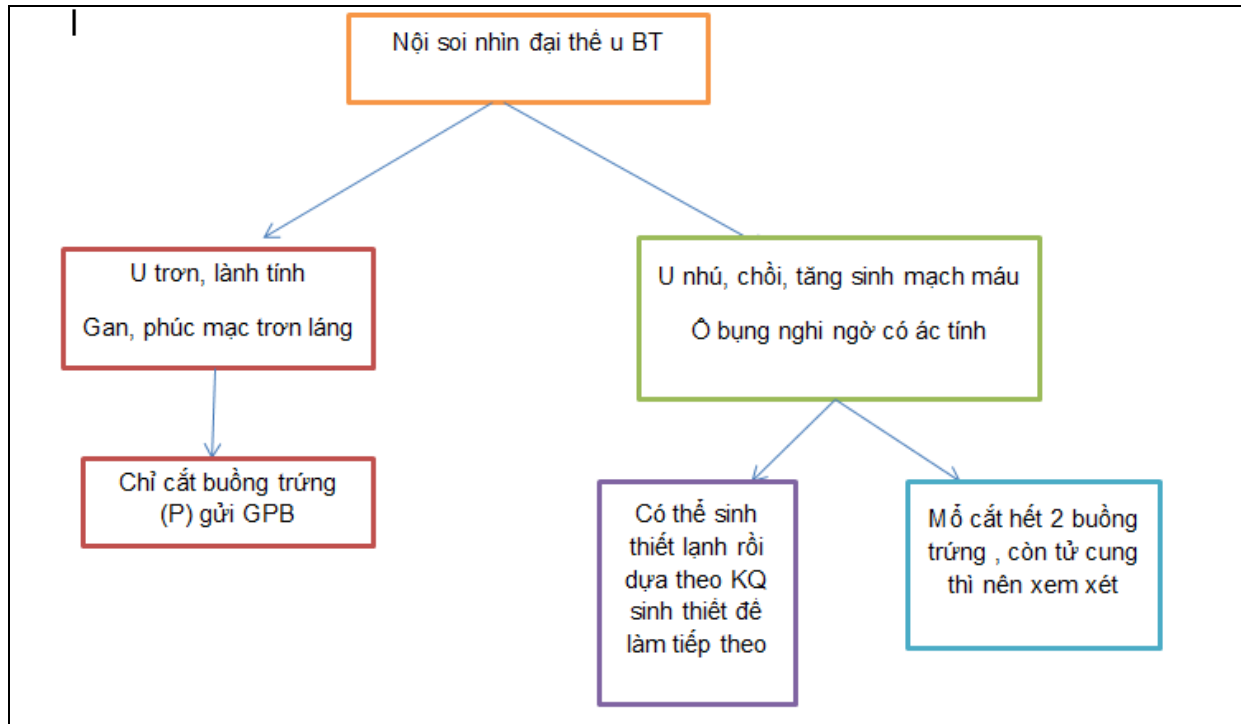 Nội soi nhìn đại thể u BT
U trơn, lành tính
Gan, phúc mạc trơn láng
U nhú, chồi, tăng sinh mạch máu
Ổ bụng nghi ngờ có ác tính
Chỉ cắt buồng trứng
(P) gửi GPB
Có thể sinh
thiết lạnh rồi
dựa theo KQ
sinh thiết để
làm tiếp theo
Mổ cắt hết 2 buồng
trứng , còn tử cung
thì nên xem xét